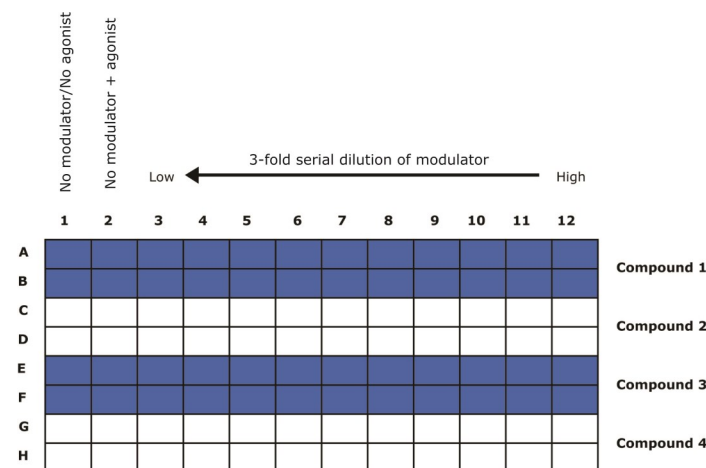 No modulator/No agonist
No modulator + agonist
3-fold serial dilution of modulator
Low
High
1 2 3 4 5 6 7 8 9 10 11 12
A
Compound 1
B
C
Compound 2
D
E
Compound 3
F
G
Compound 4
H